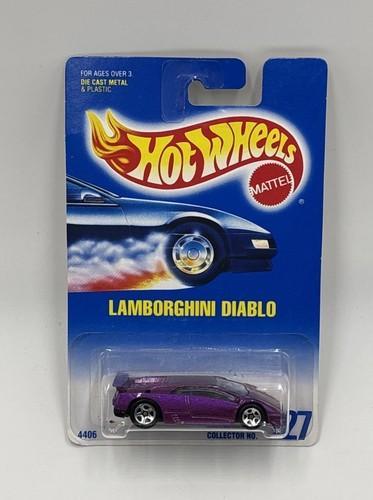 FOR AGES OVER 3
DIE CAST METAL
& PLASTIC
HOT WHEELS
MATTEL
®
LAMBORGHINI DIABLO
4406
COLLECTOR NO.
27